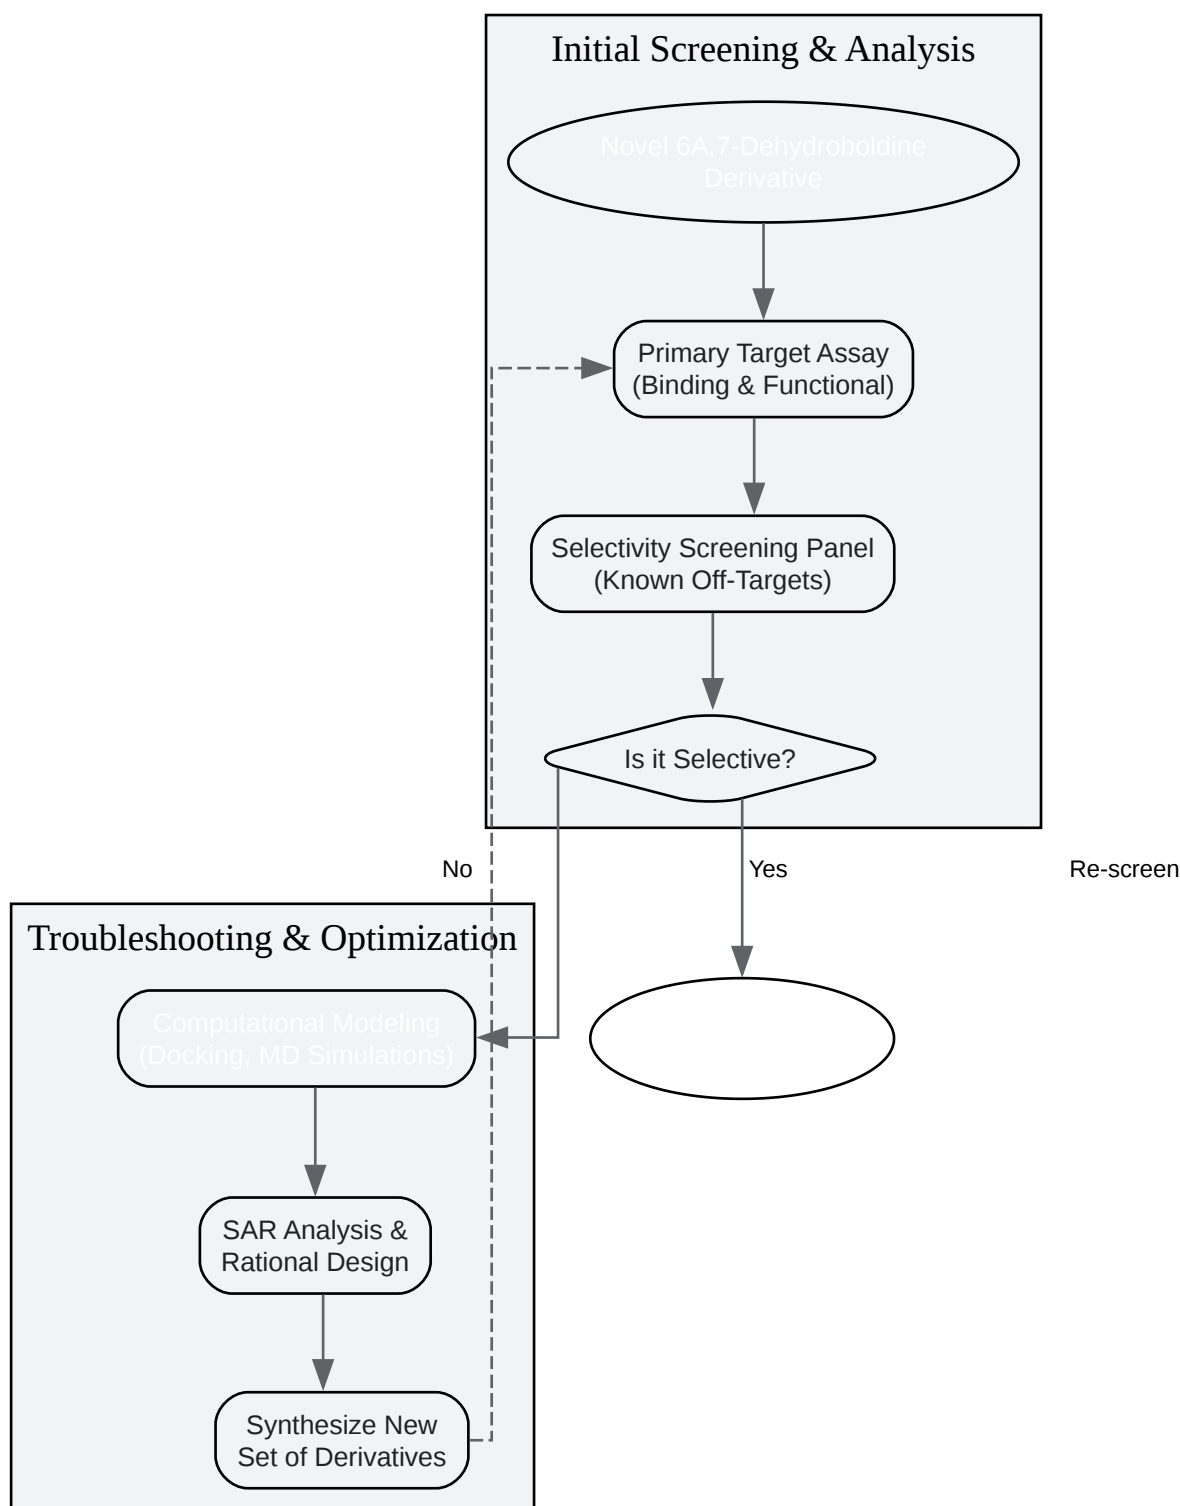 Initial Screening & Analysis
Novel 6A,7-Dehydroboldine
Derivative
Primary Target Assay
(Binding & Functional)
Selectivity Screening Panel
(Known Off-Targets)
Is it Selective?
No
Yes
Re-screen
Troubleshooting & Optimization
Computational Modeling
(Docking, MD Simulations)
SAR Analysis &
Rational Design
Synthesize New
Set of Derivatives